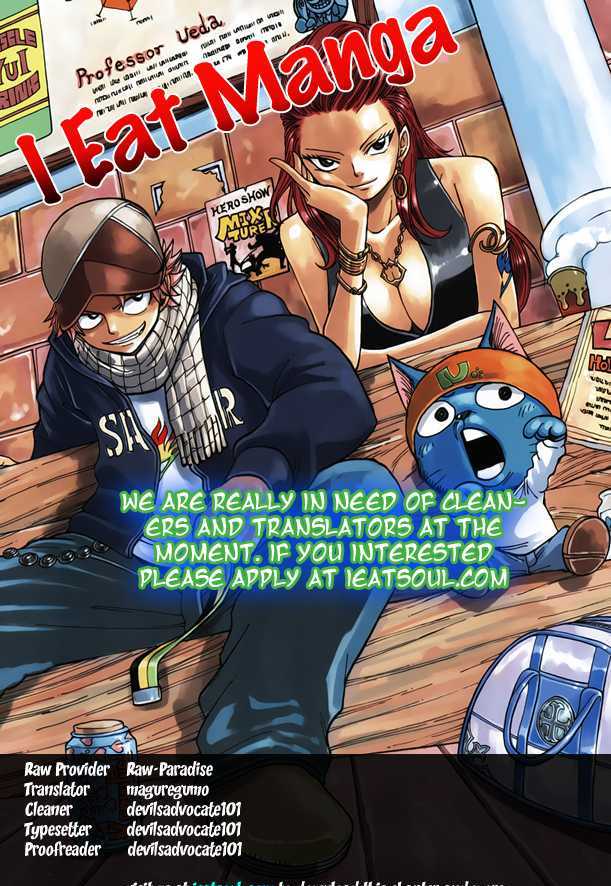 Professor Ueda
I Eat Manga
YUI
HERO SHOW
MIX
TURE
SA R
WE ARE REALLY IN NEED OF CLEAN-
ERS AND TRANSLATORS AT THE
MOMENT. IF YOU INTERESTED
PLEASE APPLY AT IEATSOUL.COM
Raw Provider Raw-Paradise
Translator maguregumo
Cleaner devilsadvocate101
Typesetter devilsadvocate101
Proofreader devilsadvocate101